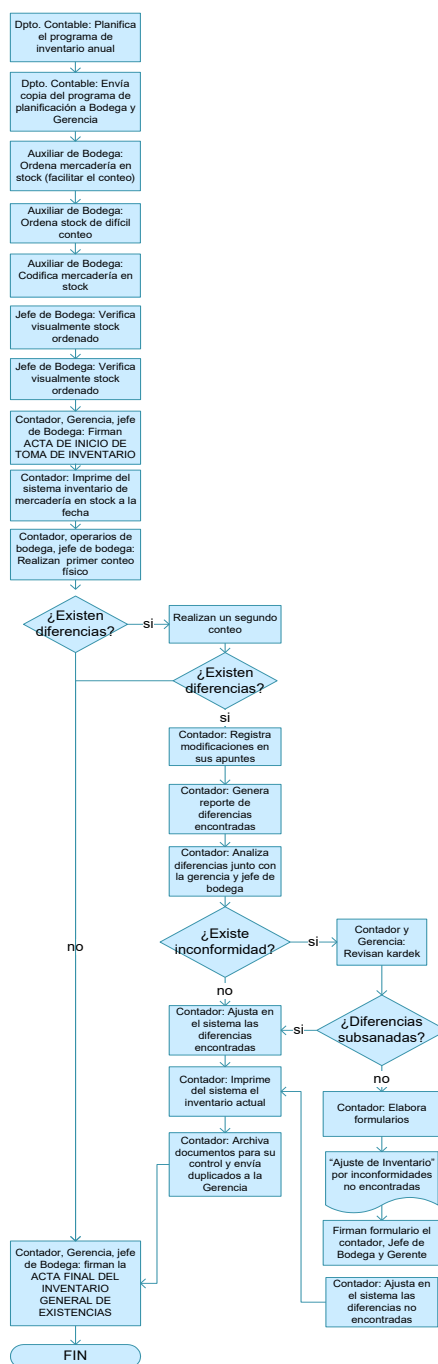 Dpto. Contable: Planifica
el programa de
inventario anual
Dpto. Contable: Envía
copia del programa de
planificación a Bodega y
Gerencia
Auxiliar de Bodega:
Ordena mercadería en
stock (facilitar el conteo)
Auxiliar de Bodega:
Ordena stock de difícil
conteo
Auxiliar de Bodega:
Codifica mercadería en
stock
Jefe de Bodega: Verifica
visualmente stock
ordenado
Jefe de Bodega: Verifica
visualmente stock
ordenado
Contador, Gerencia, jefe
de Bodega: Firman
ACTA DE INICIO DE
TOMA DE INVENTARIO
Contador: Imprime del
sistema inventario de
mercadería en stock a la
fecha
Contador, operarios de
bodega, jefe de bodega:
Realizan primer conteo
físico
¿Existen
diferencias?
si
Realizan un segundo
conteo
¿Existen
diferencias?
si
Contador: Registra
modificaciones en
sus apuntes
Contador: Genera
reporte de
diferencias
encontradas
Contador: Analiza
diferencias junto con
la gerencia y jefe de
bodega
no
¿Existe
inconformidad?
si
Contador y
Gerencia:
Revisan kardek
no
¿Diferencias
subsanadas?
si
Contador: Ajusta en
el sistema las
diferencias
encontradas
no
Contador: Imprime
del sistema el
inventario actual
Contador: Elabora
formularios
Contador: Archiva
documentos para su
control y envía
duplicados a la
Gerencia
“Ajuste de Inventario”
por inconformidades
no encontradas
Firman formulario el
contador, Jefe de
Bodega y Gerente
Contador: Ajusta en
el sistema las
diferencias no
encontradas
Contador, Gerencia, jefe
de Bodega: firman la
ACTA FINAL DEL
INVENTARIO
GENERAL DE
EXISTENCIAS
FIN